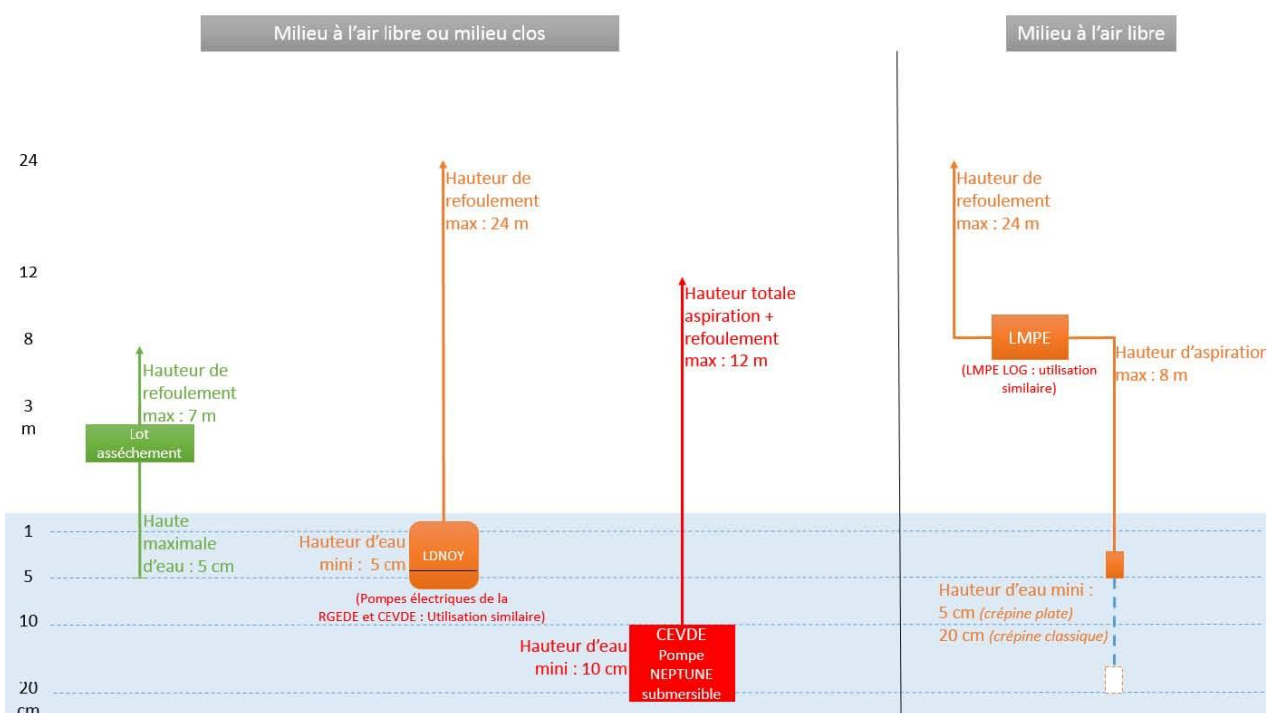 Milieu à l'air libre ou milieu clos
Milieu à l'air libre
24
12
8
3
m
1
5
10
20
cm
Hauteur de
refoulement
max : 7 m
Lot
asséchement
Haute
maximale
d'eau : 5 cm
Hauteur de
refoulement
max : 24 m
Hauteur d'eau
mini : 5 cm
LDNOY
(Pompes électriques de la
RGEDE et CEVDE : Utilisation similaire)
Hauteur totale
aspiration +
refoulement
max : 12 m
Hauteur d'eau
mini : 10 cm
CEVDE
Pompe
NEPTUNE
submersible
Hauteur de
refoulement
max : 24 m
LMPE
(LMPE LOG : utilisation
similaire)
Hauteur d'aspiration
max : 8 m
Hauteur d'eau mini :
5 cm (crépine plate)
20 cm (crépine classique)